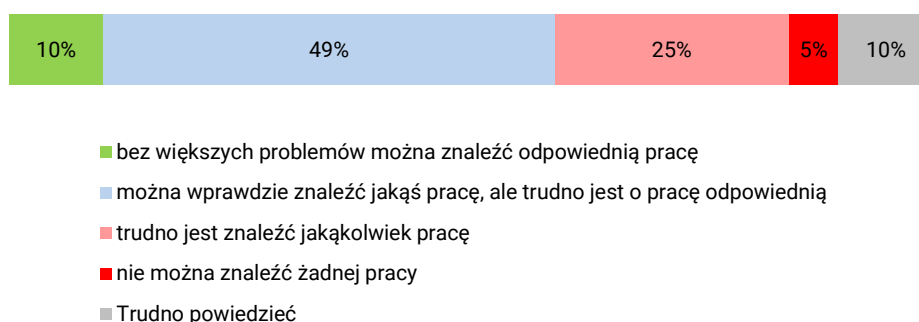 10% 49% 25% 5% 10%
bez większych problemów można znaleźć odpowiednią pracę
można wprawdzie znaleźć jakąś pracę, ale trudno jest o pracę odpowiednią
trudno jest znaleźć jakąkolwiek pracę
nie można znaleźć żadnej pracy
Trudno powiedzieć